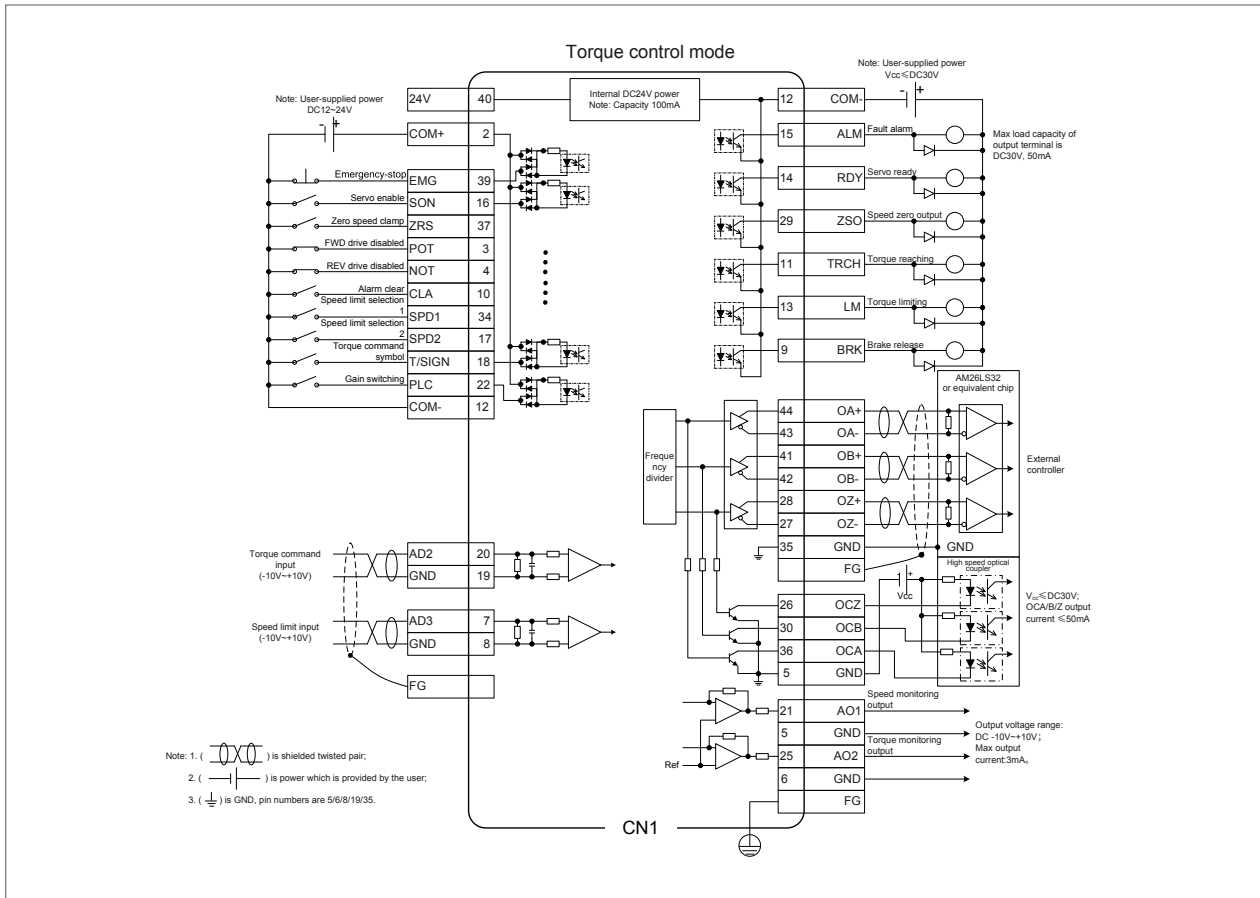 Torque control mode
Note: User-supplied power
DC12~24V
24V 40
COM+ 2
Emergency-stop EMG 39
Servo enable SON 16
Zero speed clamp ZRS 37
FWD drive disabled POT 3
REV drive disabled NOT 4
Alarm clear CLA 10
Speed limit selection
1 SPD1 34
Speed limit selection
2 SPD2 17
Torque command
symbol T/SIGN 18
Gain switching PLC 22
COM- 12
Torque command
input
(-10V~+10V)
AD2 20
GND 19
Speed limit input
(-10V~+10V)
AD3 7
GND 8
FG
Internal DC24V power
Note: Capacity 100mA
Note: User-supplied power
Vcc≤DC30V
- +
- +
12 COM-
15 ALM Fault alarm
14 RDY Servo ready
29 ZSO Speed zero output
11 TRCH Torque reaching
13 LM Torque limiting
9 BRK Brake release
Max load capacity of
output terminal is
DC30V, 50mA
AM26LS32
or equivalent chip
Freque
ncy
divider
44 OA+
43 OA-
41 OB+
42 OB-
28 OZ+
27 OZ-
35 GND
FG
External
controller
GND
High speed optical
coupler
+
Vcc
26 OCZ
30 OCB
36 OCA
5 GND
Vcc≤DC30V;
OCA/B/Z output
current ≤50mA
Speed monitoring
output
21 AO1
5 GND
Torque monitoring
output
25 AO2
6 GND
FG
Ref
Output voltage range:
DC -10V~+10V;
Max output
current:3mA。
Note: 1. ( ) is shielded twisted pair;
2. ( ) is power which is provided by the user;
3. ( ) is GND, pin numbers are 5/6/8/19/35.
CN1